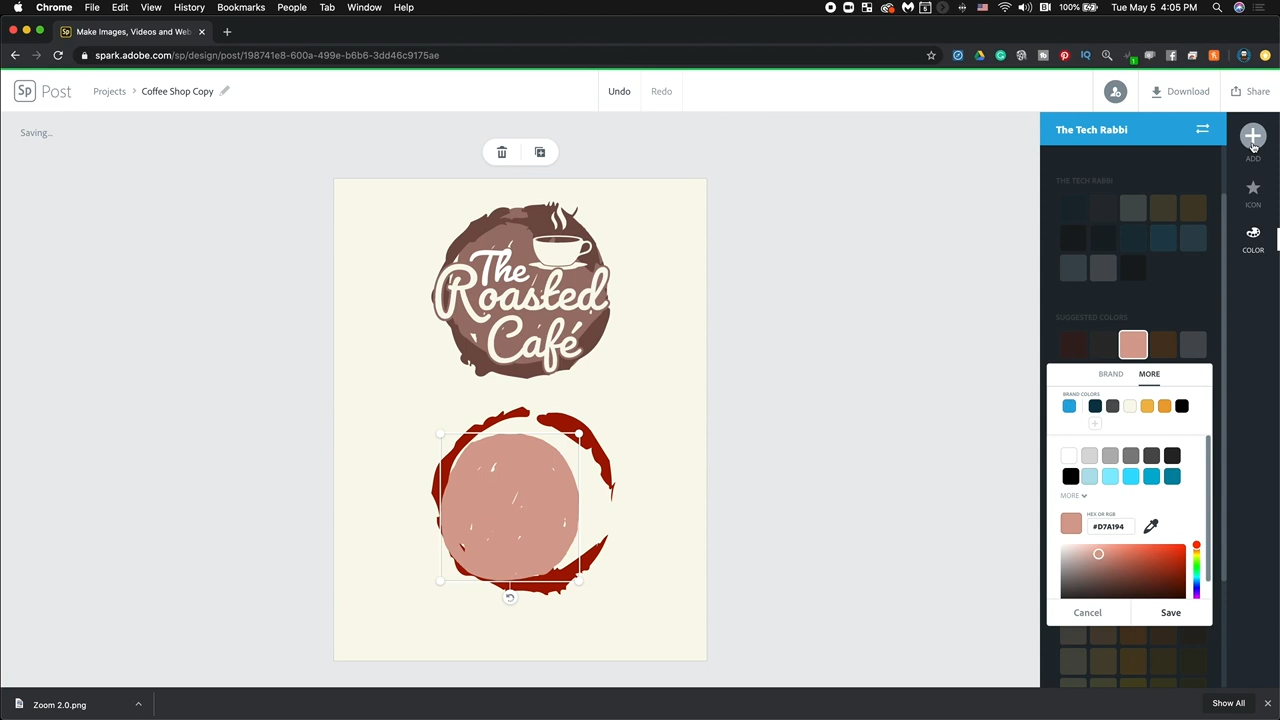 Chrome File Edit View History Bookmarks People Tab Window Help 100% Tue May 5 4:05 PM
Sp Make Images, Videos and Web
spark.adobe.com/sp/design/post/198741e8-600a-499e-b6b6-3dd46c9175ae
Sp Post Projects > Coffee Shop Copy Undo Redo Download Share
Saving...
The Tech Rabbi
ADD
THE TECH RABBI
ICON
COLOR
The
Roasted
Café
SUGGESTED COLORS
BRAND MORE
BRAND COLORS
MORE
HEX OR RGB
#D7A194
Cancel Save
Zoom 2.0.png Show All